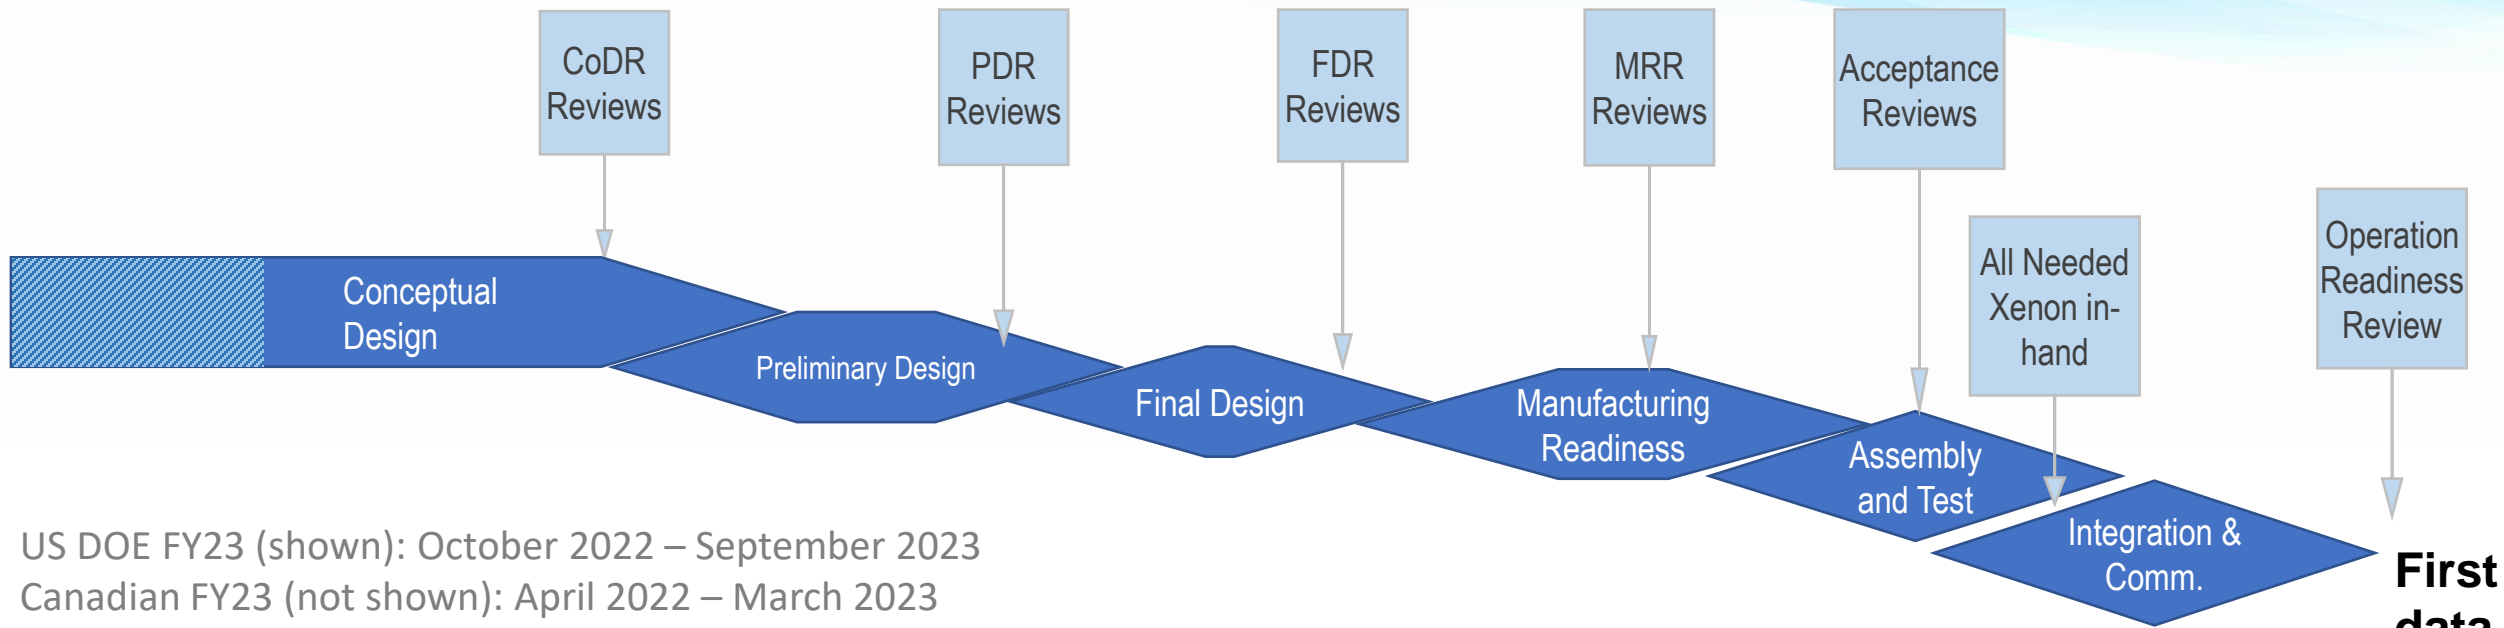 CoDR
Reviews
PDR
Reviews
FDR
Reviews
MRR
Reviews
Acceptance
Reviews
All Needed
Xenon in-
hand
Operation
Readiness
Review
Conceptual
Design
Preliminary Design
Final Design
Manufacturing
Readiness
Assembly
and Test
Integration &
Comm.
First
data
US DOE FY23 (shown): October 2022 – September 2023
Canadian FY23 (not shown): April 2022 – March 2023